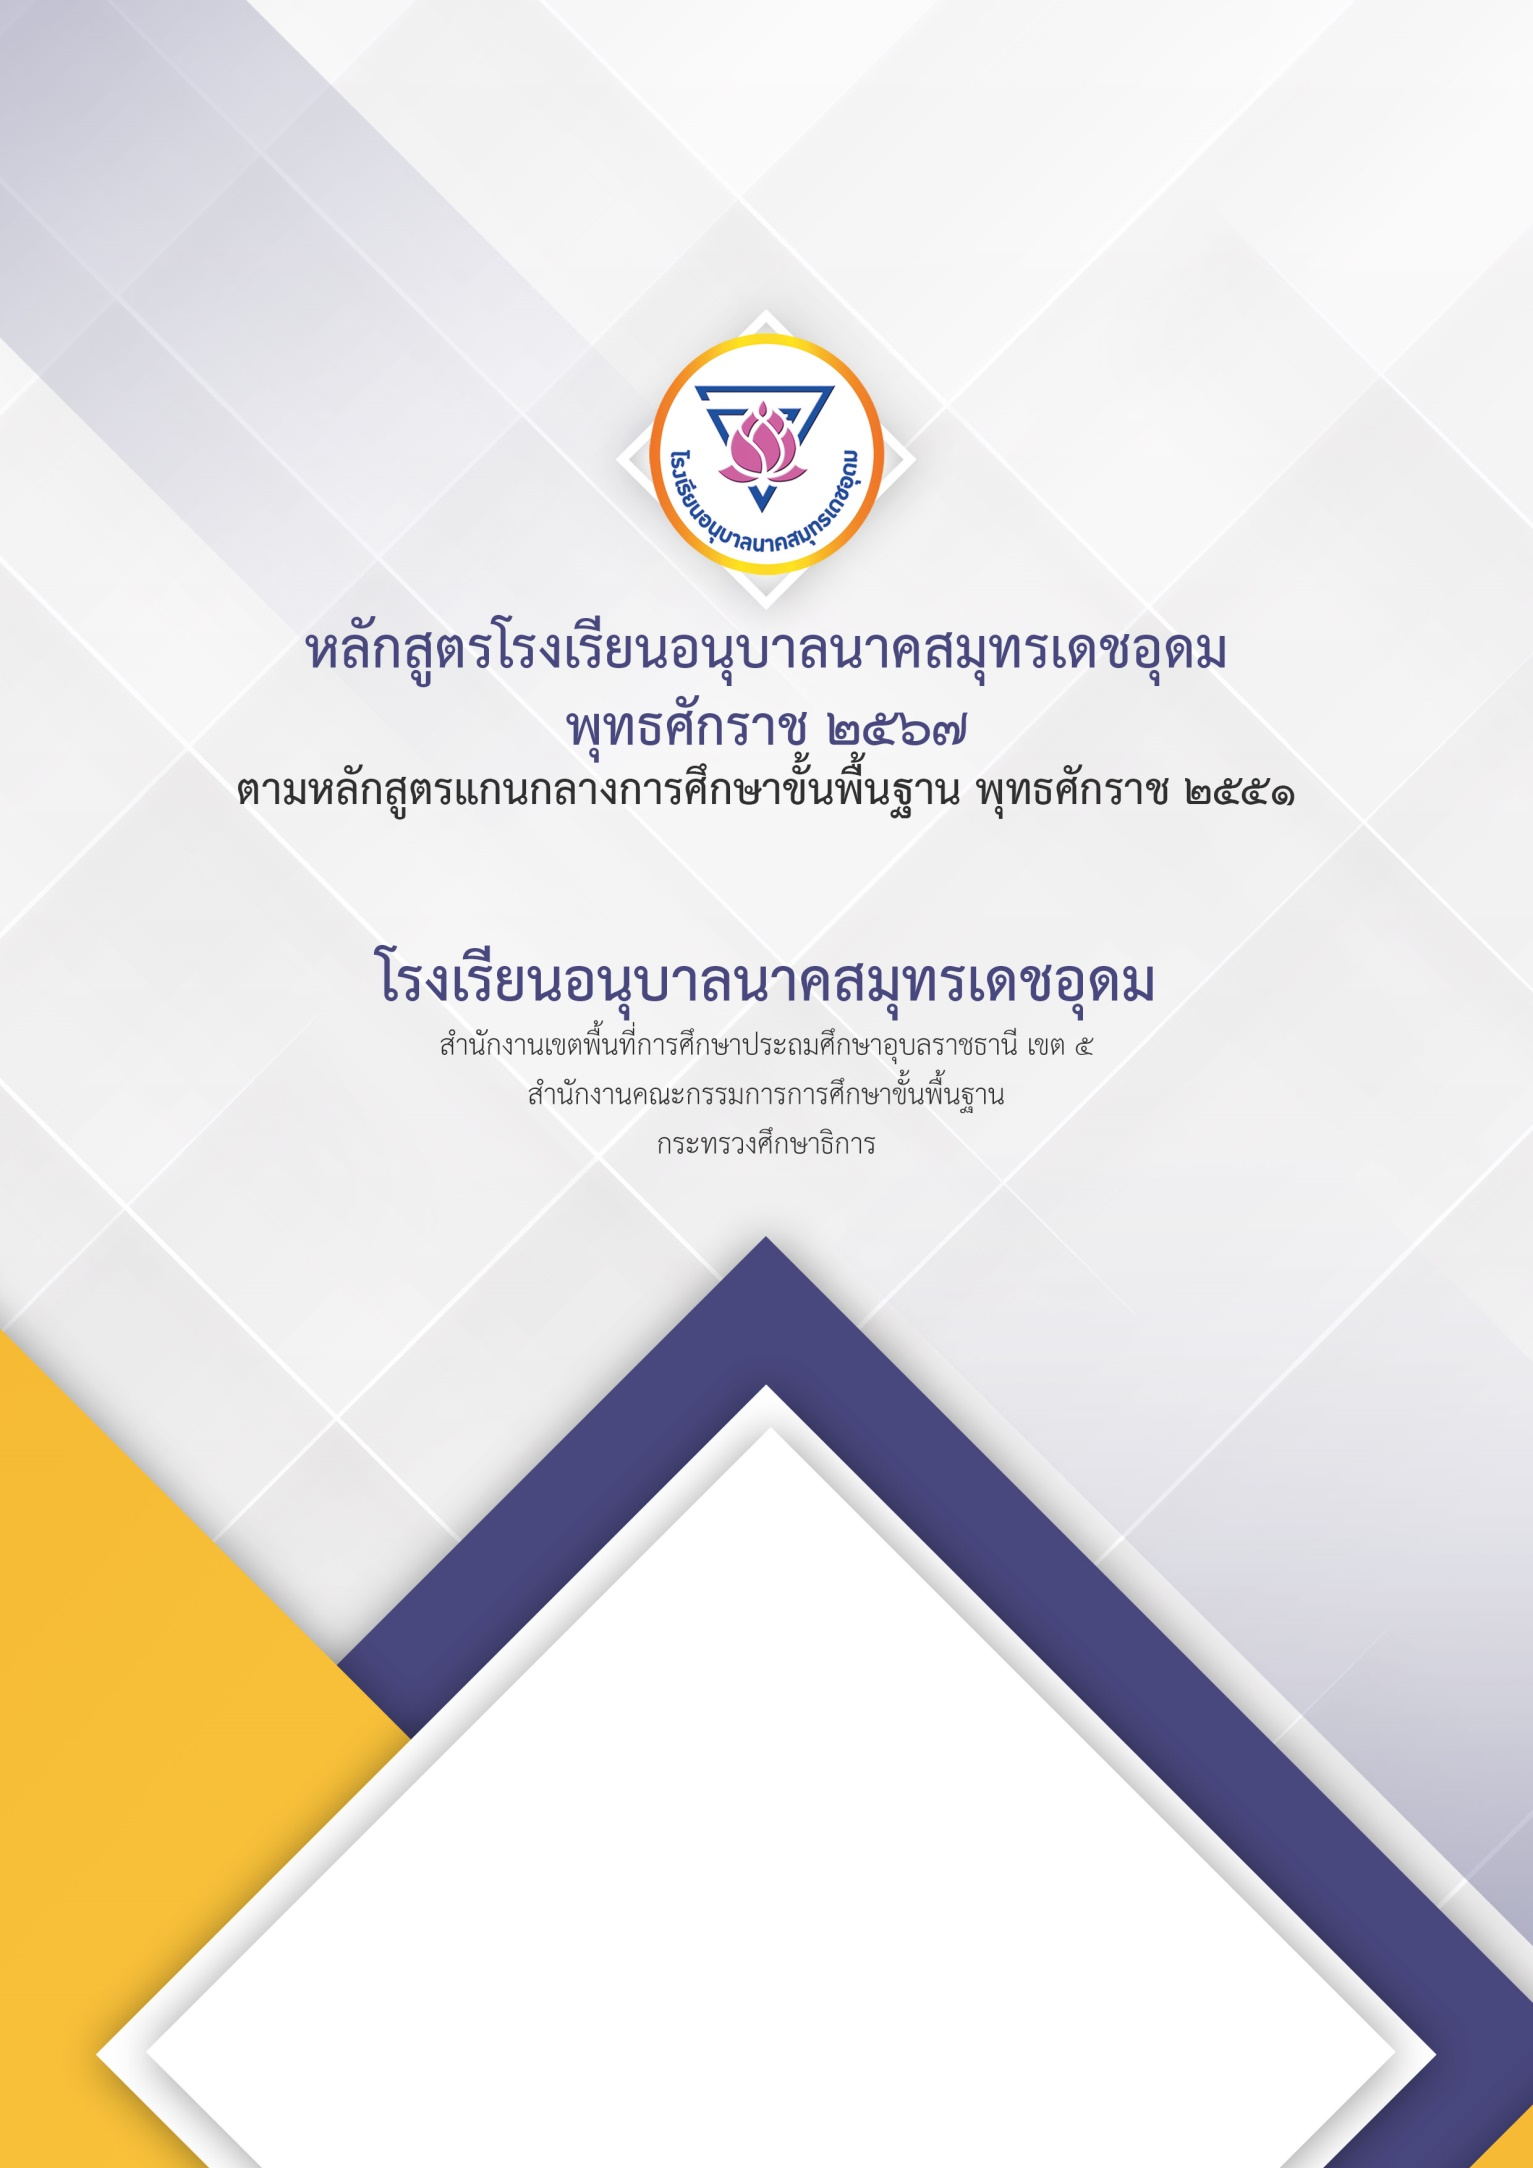 โรงเรียนอนุบาลนาคสมุทรเดชอุดม
หลักสูตรโรงเรียนอนุบาลนาคสมุทรเดชอุดม
พุทธศักราช ๒๕๖๗
ตามหลักสูตรแกนกลางการศึกษาขั้นพื้นฐาน พุทธศักราช ๒๕๕๑
โรงเรียนอนุบาลนาคสมุทรเดชอุดม
สำนักงานเขตพื้นที่การศึกษาประถมศึกษาอุบลราชธานี เขต ๕
สำนักงานคณะกรรมการการศึกษาขั้นพื้นฐาน
กระทรวงศึกษาธิการ